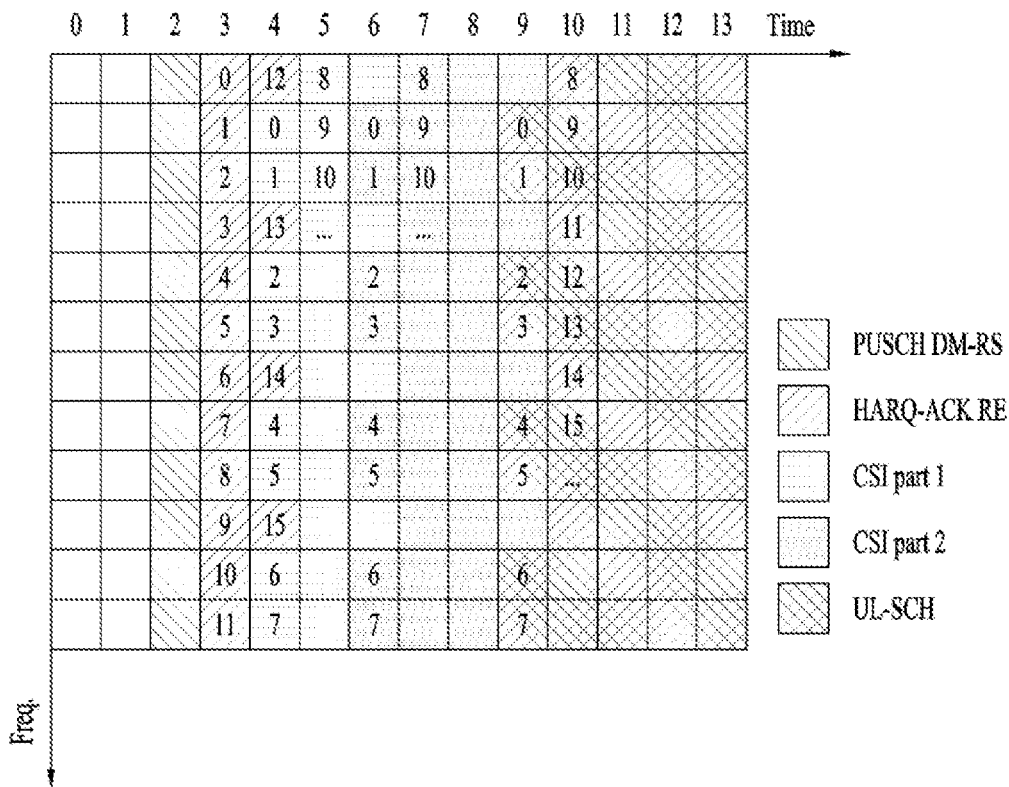 0 1 2 3 4 5 6 7 8 9 10 11 12 13 Time
0 12 8 8 8
1 0 9 0 9 0 9
2 1 10 1 10 1 10
3 13 ... ... 11
4 2 2 2 12
5 3 3 3 13
6 14 14
7 4 4 4 15
8 5 5 5 ...
9 15
10 6 6 6
11 7 7 7
PUSCH DM-RS
HARQ-ACK RE
CSI part 1
CSI part 2
UL-SCH
Freq.